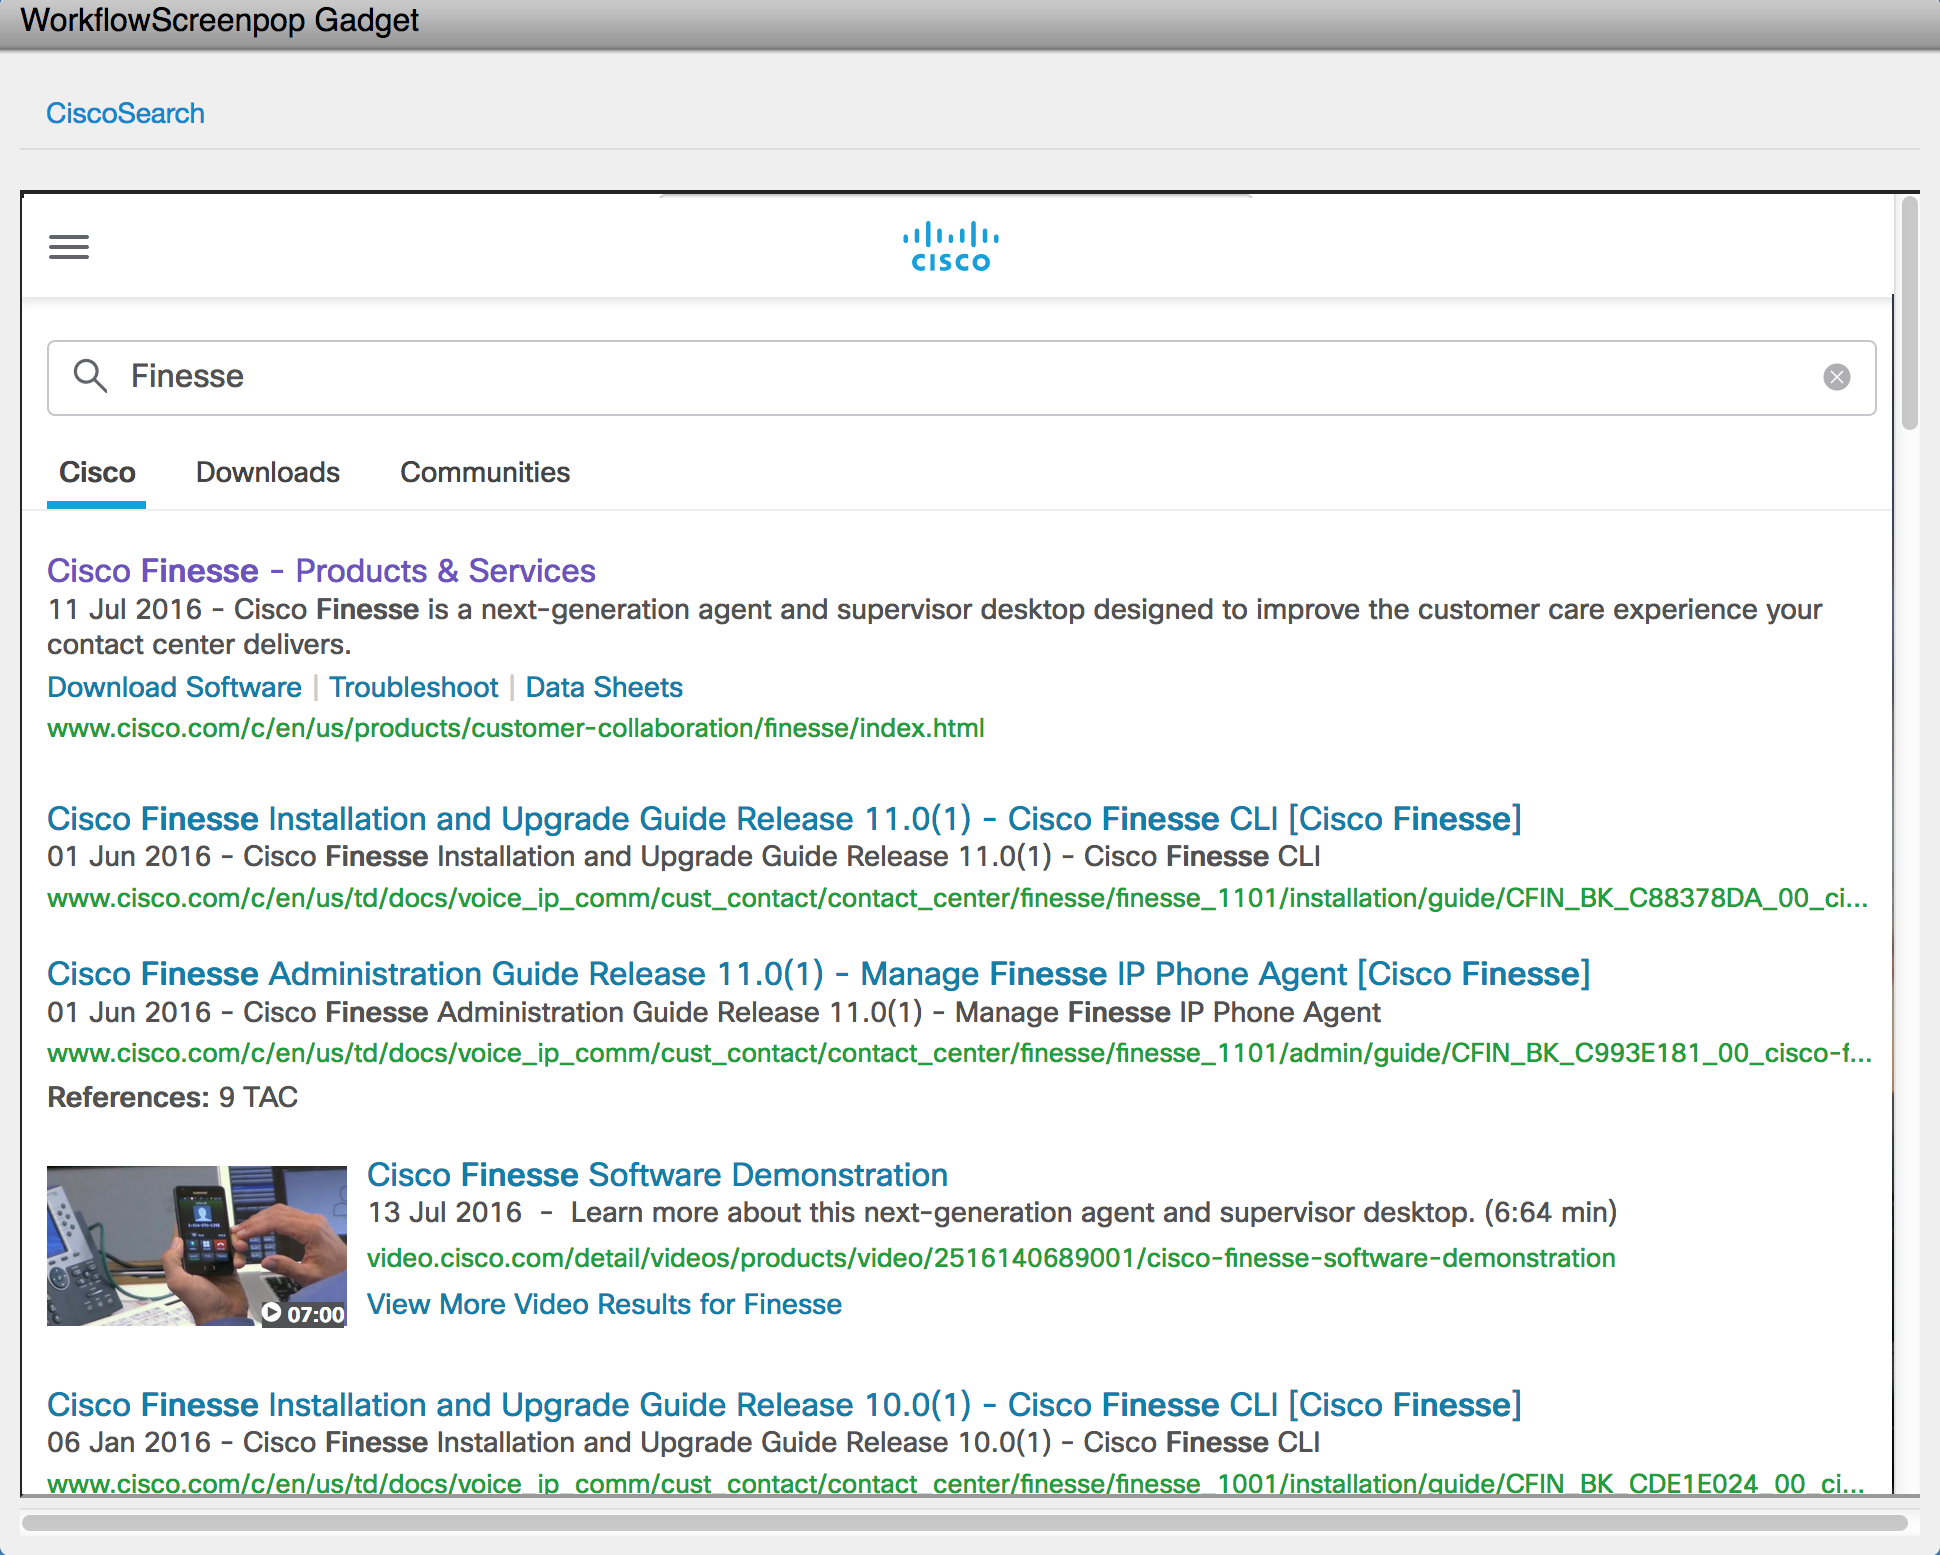 WorkflowScreenpop Gadget
CiscoSearch
CISCO
Finesse
Cisco Downloads Communities
Cisco Finesse - Products & Services
11 Jul 2016 - Cisco Finesse is a next-generation agent and supervisor desktop designed to improve the customer care experience your
contact center delivers.
Download Software | Troubleshoot | Data Sheets
www.cisco.com/c/en/us/products/customer-collaboration/finesse/index.html
Cisco Finesse Installation and Upgrade Guide Release 11.0(1) - Cisco Finesse CLI [Cisco Finesse]
01 Jun 2016 - Cisco Finesse Installation and Upgrade Guide Release 11.0(1) - Cisco Finesse CLI
www.cisco.com/c/en/us/td/docs/voice_ip_comm/cust_contact/contact_center/finesse/finesse_1101/installation/guide/CFIN_BK_C88378DA_00_ci...
Cisco Finesse Administration Guide Release 11.0(1) - Manage Finesse IP Phone Agent [Cisco Finesse]
01 Jun 2016 - Cisco Finesse Administration Guide Release 11.0(1) - Manage Finesse IP Phone Agent
www.cisco.com/c/en/us/td/docs/voice_ip_comm/cust_contact/contact_center/finesse/finesse_1101/admin/guide/CFIN_BK_C993E181_00_cisco-f...
References: 9 TAC
Cisco Finesse Software Demonstration
13 Jul 2016 - Learn more about this next-generation agent and supervisor desktop. (6:64 min)
video.cisco.com/detail/videos/products/video/2516140689001/cisco-finesse-software-demonstration
View More Video Results for Finesse
07:00
Cisco Finesse Installation and Upgrade Guide Release 10.0(1) - Cisco Finesse CLI [Cisco Finesse]
06 Jan 2016 - Cisco Finesse Installation and Upgrade Guide Release 10.0(1) - Cisco Finesse CLI
www.cisco.com/c/en/us/td/docs/voice_ip_comm/cust_contact/contact_center/finesse/finesse_1001/installation/guide/CFIN_BK_CDE1E024_00_ci...